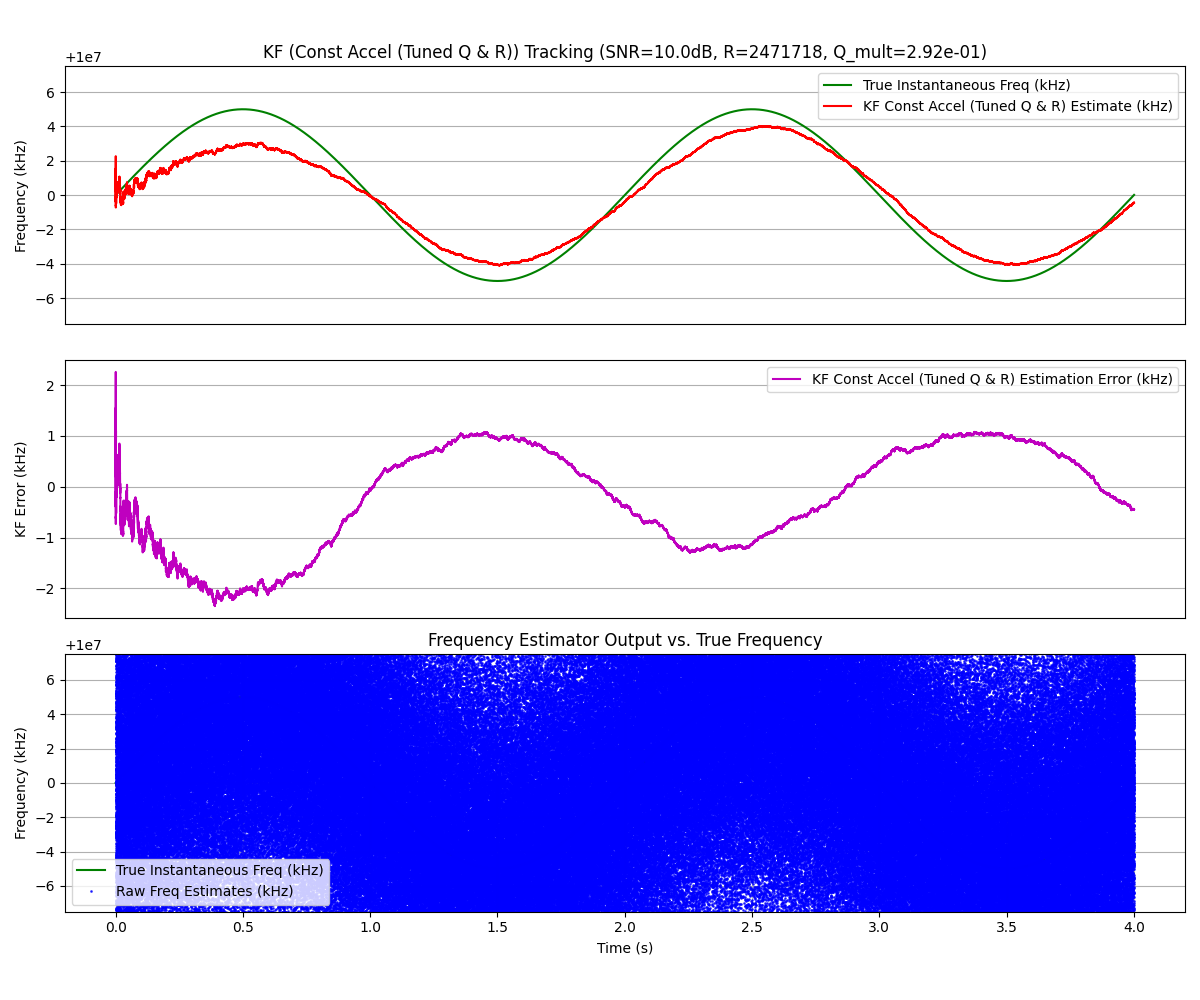 KF (Const Accel (Tuned Q & R)) Tracking (SNR=10.0dB, R=2471718, Q_mult=2.92e-01)
+1e7
Frequency (kHz)
6
4
2
0
−2
−4
−6
True Instantaneous Freq (kHz)
KF Const Accel (Tuned Q & R) Estimate (kHz)
KF Error (kHz)
2
1
0
−1
−2
KF Const Accel (Tuned Q & R) Estimation Error (kHz)
Frequency Estimator Output vs. True Frequency
+1e7
Frequency (kHz)
6
4
2
0
−2
−4
−6
True Instantaneous Freq (kHz)
Raw Freq Estimates (kHz)
0.0 0.5 1.0 1.5 2.0 2.5 3.0 3.5 4.0
Time (s)